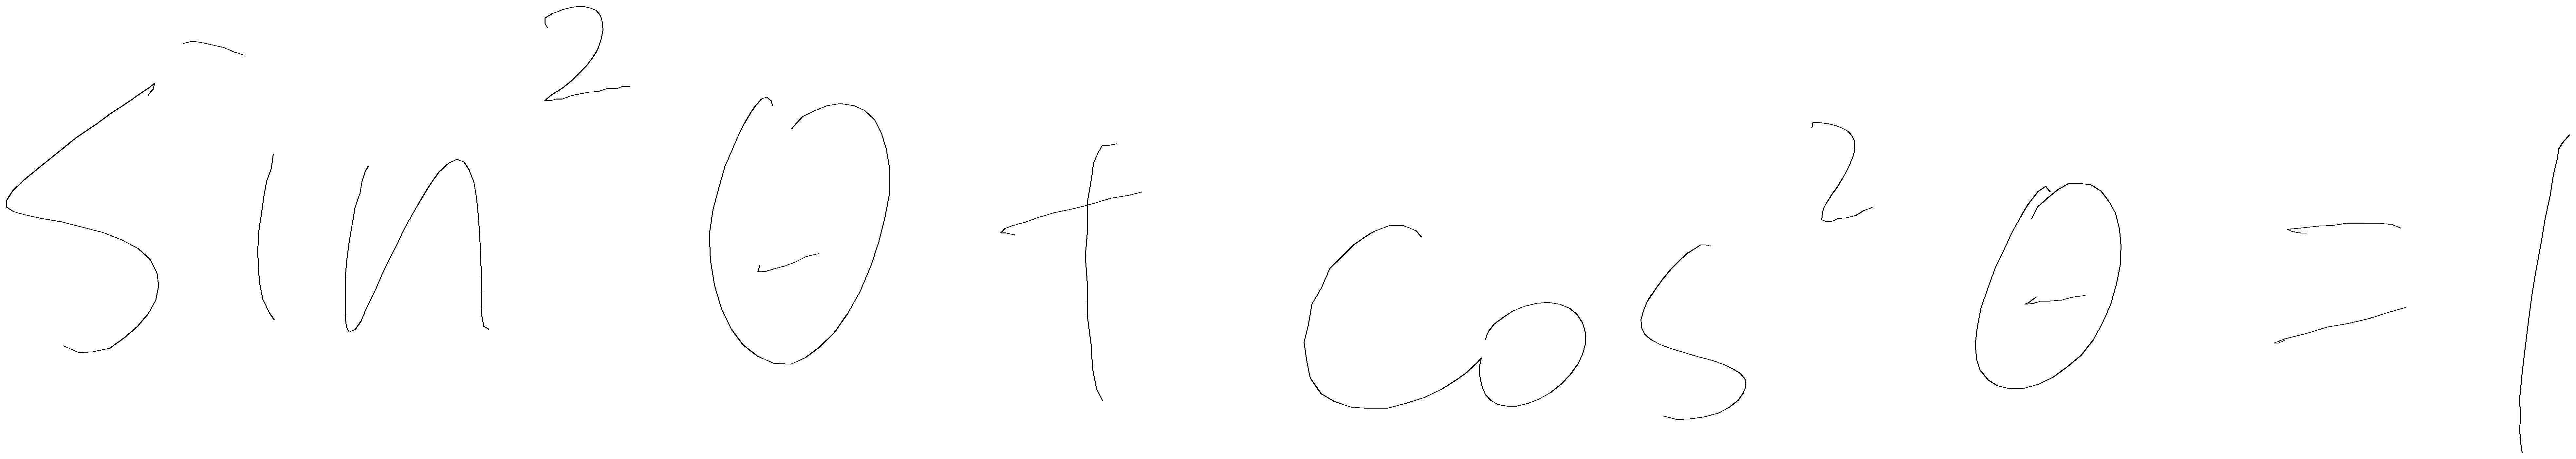 sin²θ + cos²θ = 1